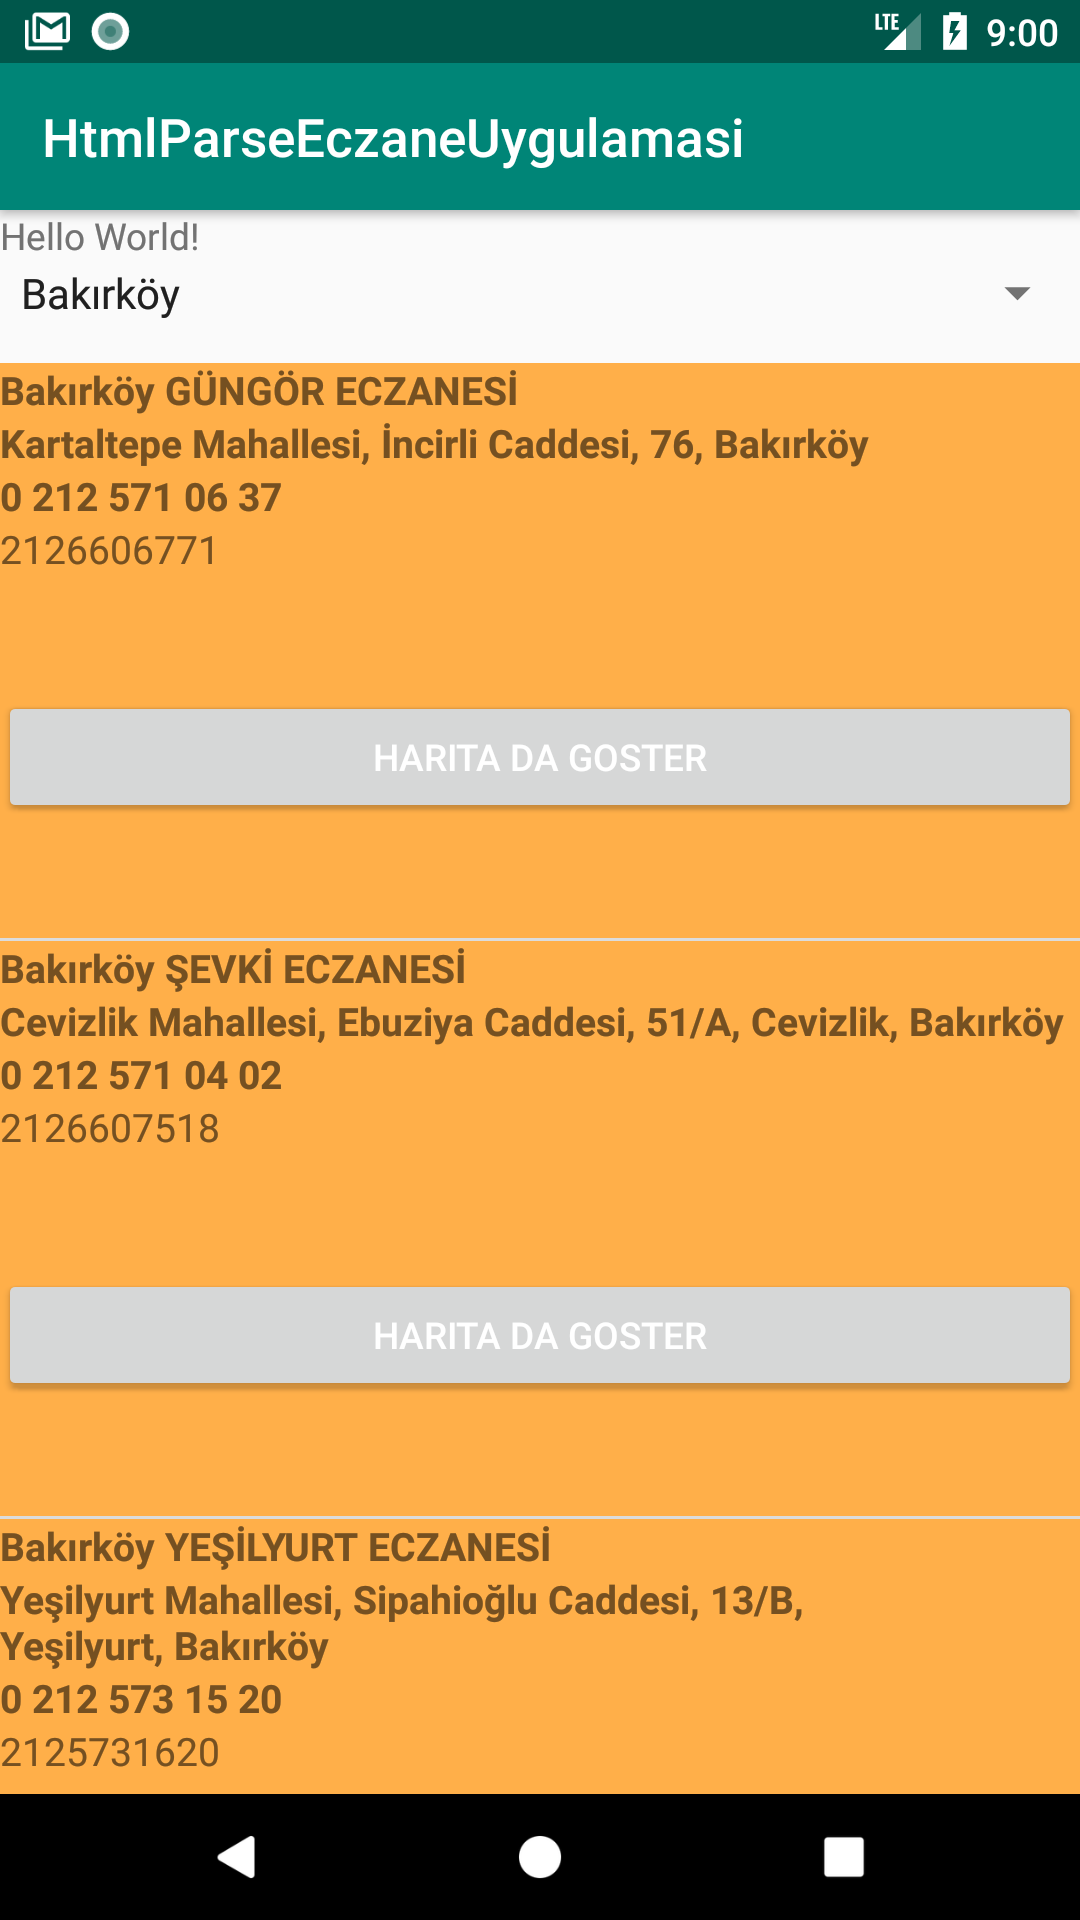 LTE 9:00
HtmlParseEczaneUygulamasi
Hello World!
Bakırköy
Bakırköy GÜNGÖR ECZANESİ
Kartaltepe Mahallesi, İncirli Caddesi, 76, Bakırköy
0 212 571 06 37
2126606771
HARITA DA GOSTER
Bakırköy ŞEVKİ ECZANESİ
Cevizlik Mahallesi, Ebuziya Caddesi, 51/A, Cevizlik, Bakırköy
0 212 571 04 02
2126607518
HARITA DA GOSTER
Bakırköy YEŞİLYURT ECZANESİ
Yeşilyurt Mahallesi, Sipahioğlu Caddesi, 13/B,
Yeşilyurt, Bakırköy
0 212 573 15 20
2125731620